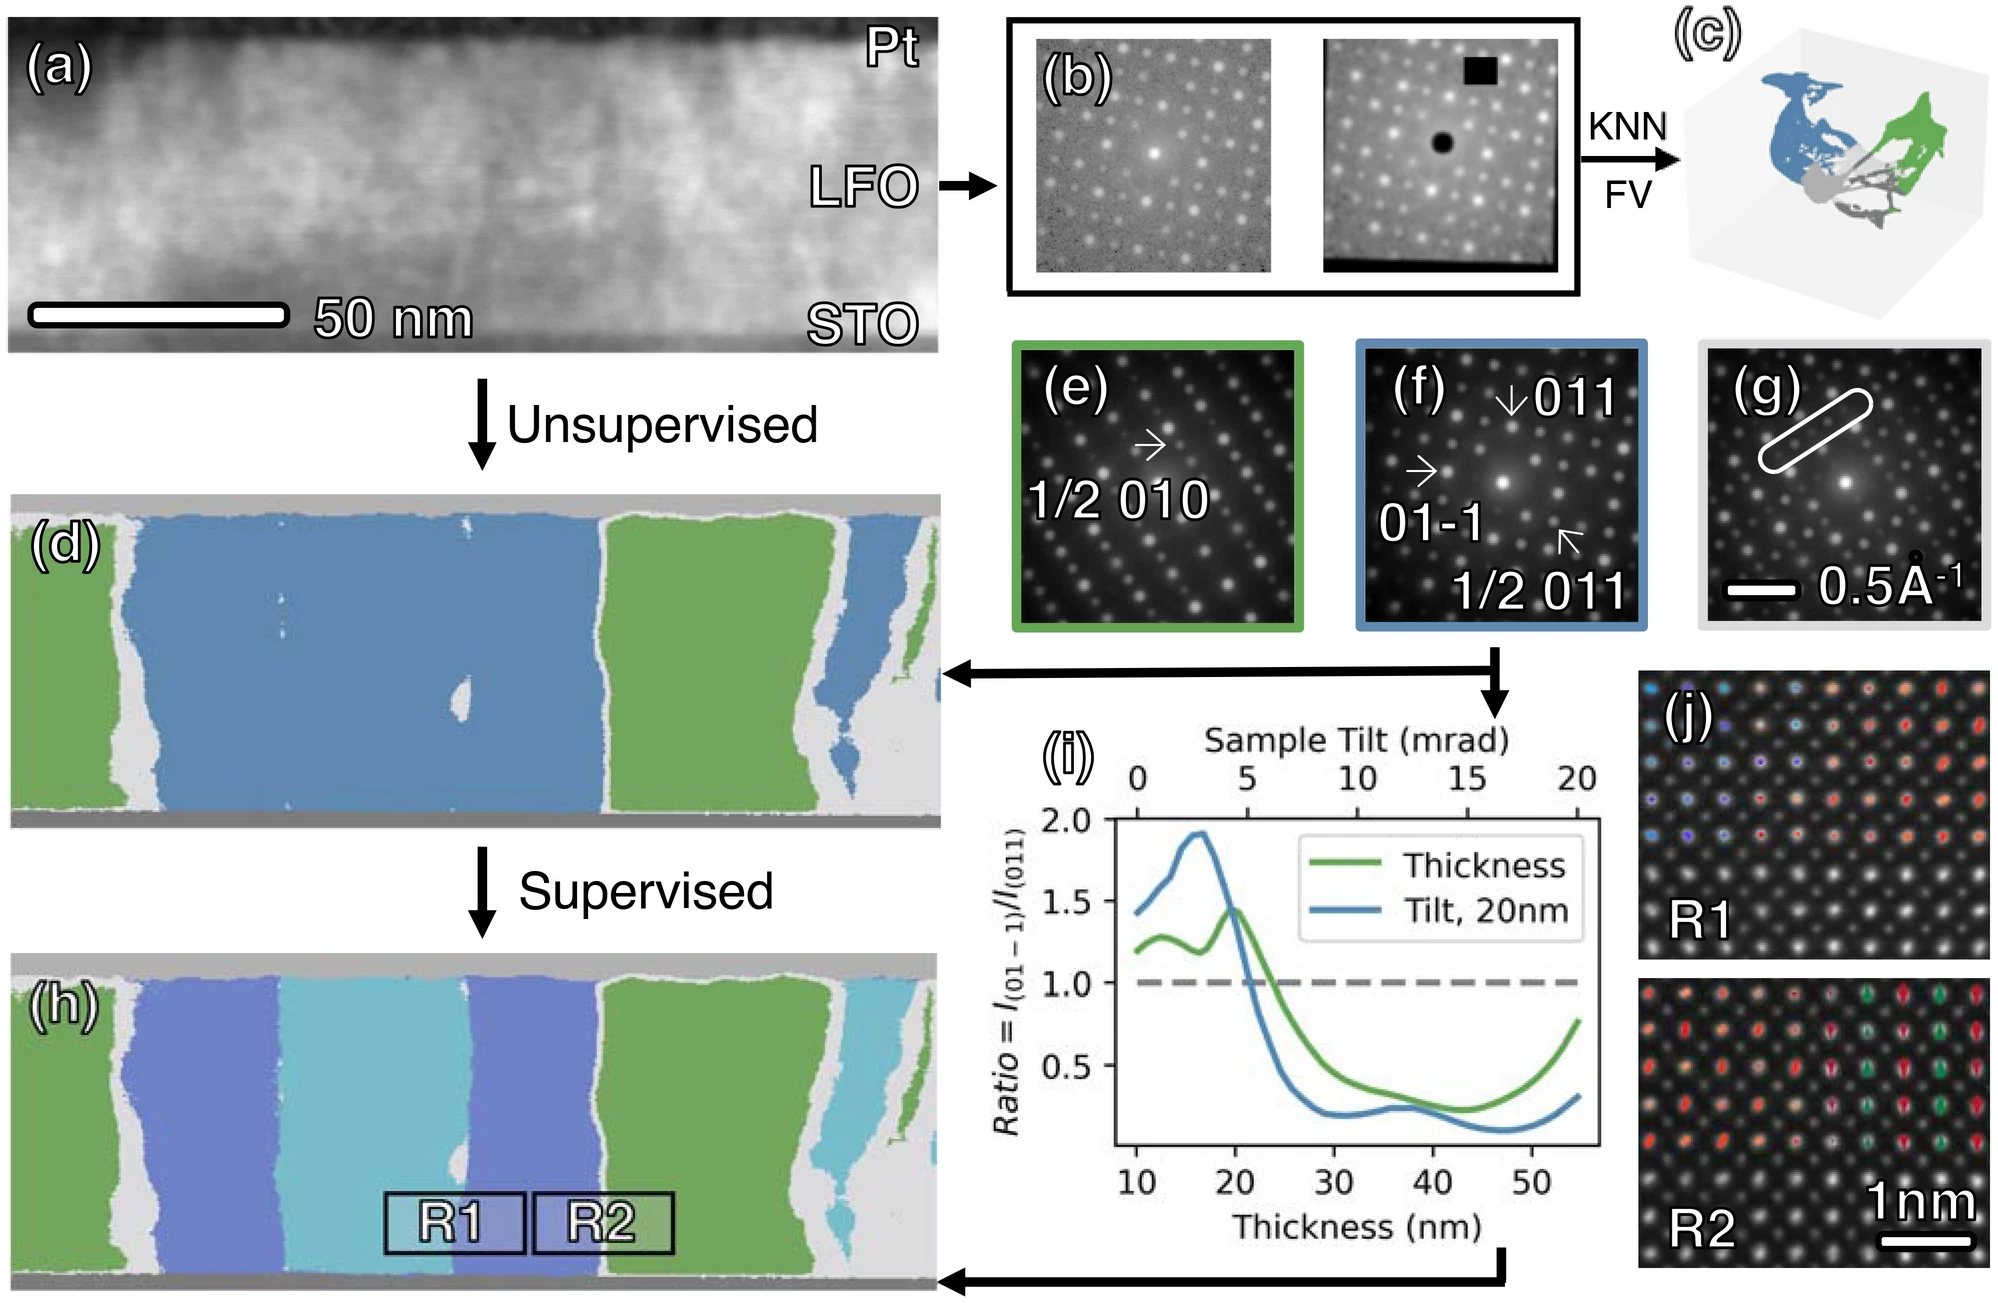 (a)
Pt
LFO
STO
50 nm
(b)
KNN
FV
(c)
Unsupervised
(d)
(e)
1/2 010
(f)
011
01-1
1/2 011
(g)
0.5Å-1
Supervised
(h)
R1
R2
(i)
Sample Tilt (mrad)
0 5 10 15 20
Ratio = I(01 − 1)/I(011)
2.0
1.5
1.0
0.5
Thickness
Tilt, 20nm
10 20 30 40 50
Thickness (nm)
(j)
R1
R2
1nm